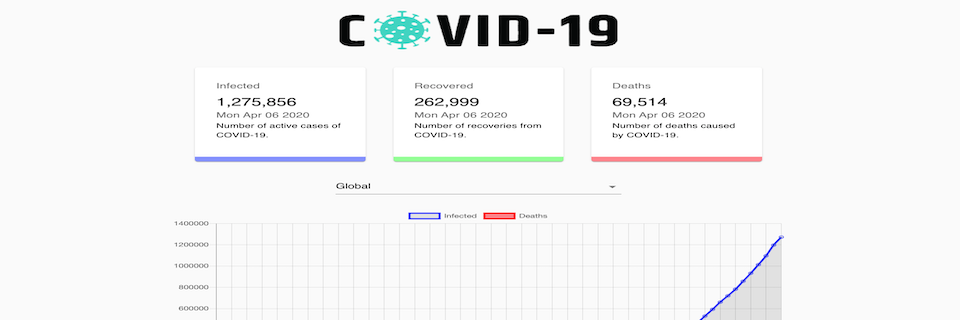 COVID-19
Infected
1,275,856
Mon Apr 06 2020
Number of active cases of
COVID-19.
Recovered
262,999
Mon Apr 06 2020
Number of recoveries from
COVID-19.
Deaths
69,514
Mon Apr 06 2020
Number of deaths caused
by COVID-19.
Global
Infected Deaths
1400000
1200000
1000000
800000
600000